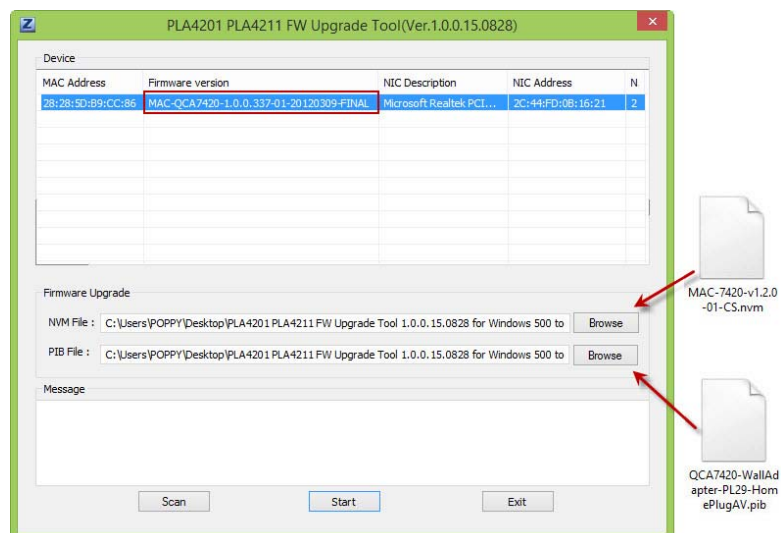 Z
PLA4201 PLA4211 FW Upgrade Tool(Ver.1.0.0.15.0828)
×
Device
MAC Address Firmware version NIC Description NIC Address N
28:28:5D:B9:CC:86 MAC-QCA7420-1.0.0.337-01-20120309-FINAL Microsoft Realtek PCI... 2C:44:FD:0B:16:21 2
Firmware Upgrade
NVM File : C:\Users\POPPY\Desktop\PLA4201 PLA4211 FW Upgrade Tool 1.0.0.15.0828 for Windows 500 to Browse
PIB File : C:\Users\POPPY\Desktop\PLA4201 PLA4211 FW Upgrade Tool 1.0.0.15.0828 for Windows 500 to Browse
Message
Scan Start Exit
MAC-7420-v1.2.0
-01-CS.nvm
QCA7420-WallAd
apter-PL29-Hom
ePlugAV.pib